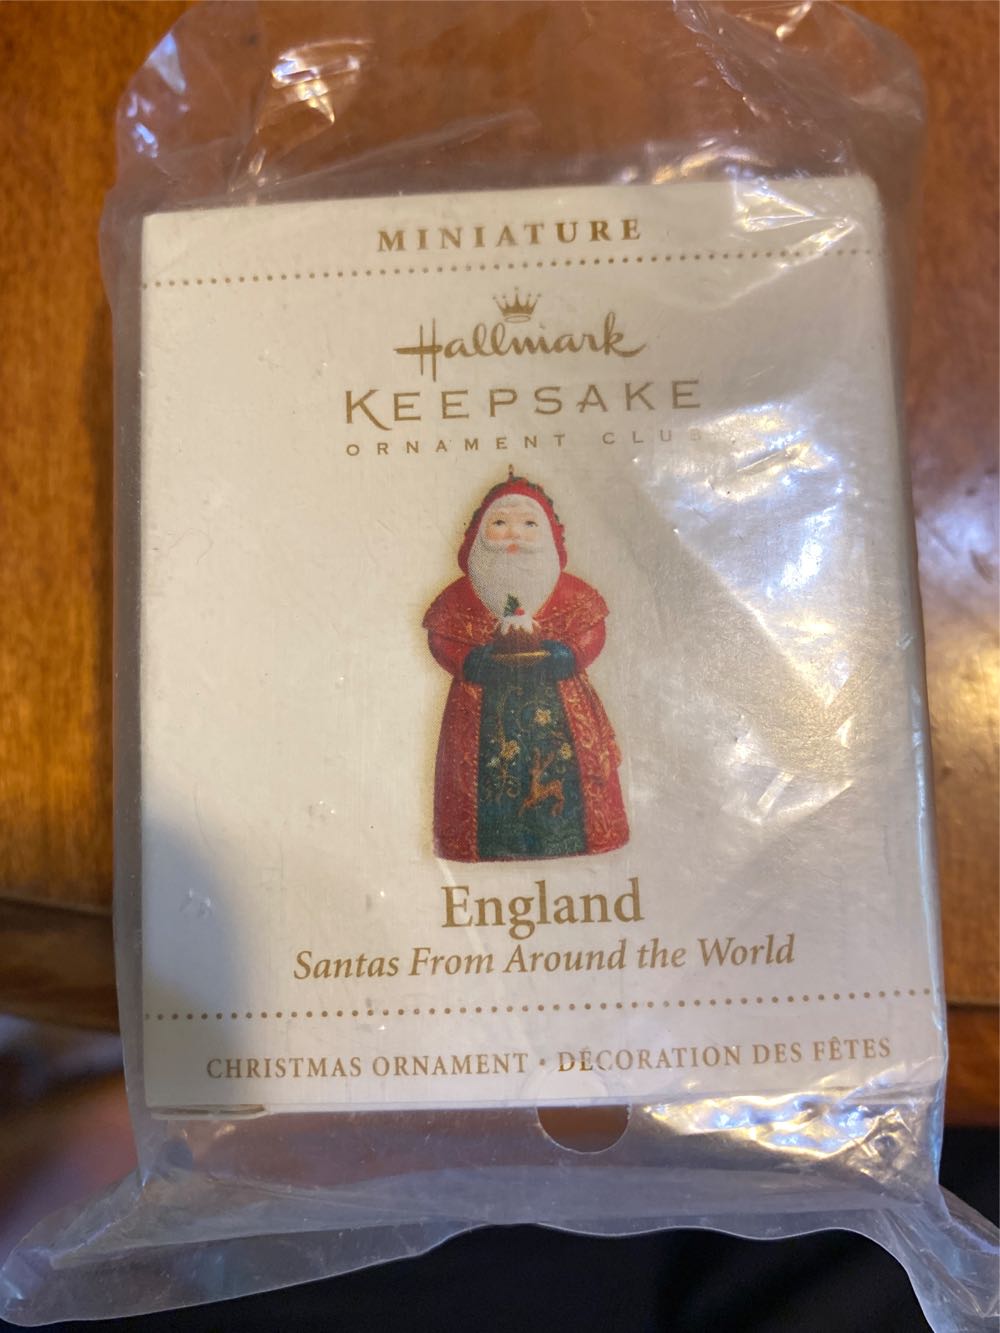 MINIATURE
Hallmark
KEEPSAKE
ORNAMENT CLUB
England
Santas From Around the World
CHRISTMAS ORNAMENT • DÉCORATION DES FÊTES